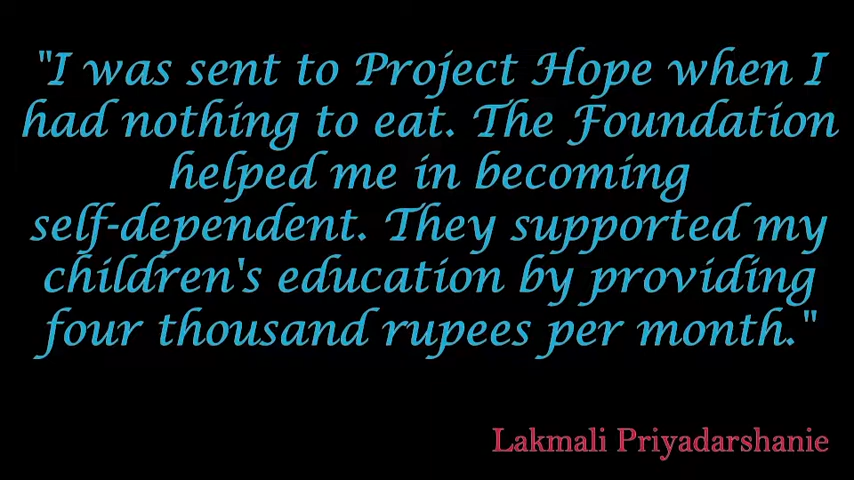 "I was sent to Project Hope when I
had nothing to eat. The Foundation
helped me in becoming
self-dependent. They supported my
children's education by providing
four thousand rupees per month."
Lakmali Priyadarshanie